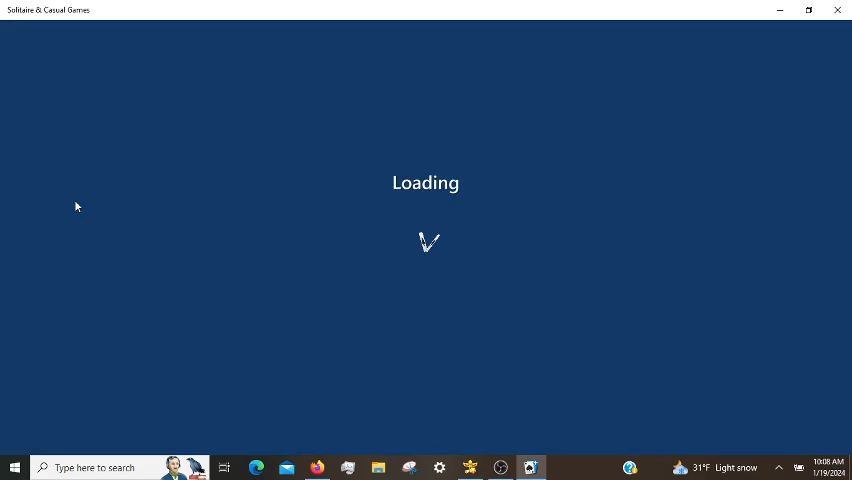 Solitaire & Casual Games
Loading
Type here to search
31°F Light snow
10:08 AM
1/19/2024